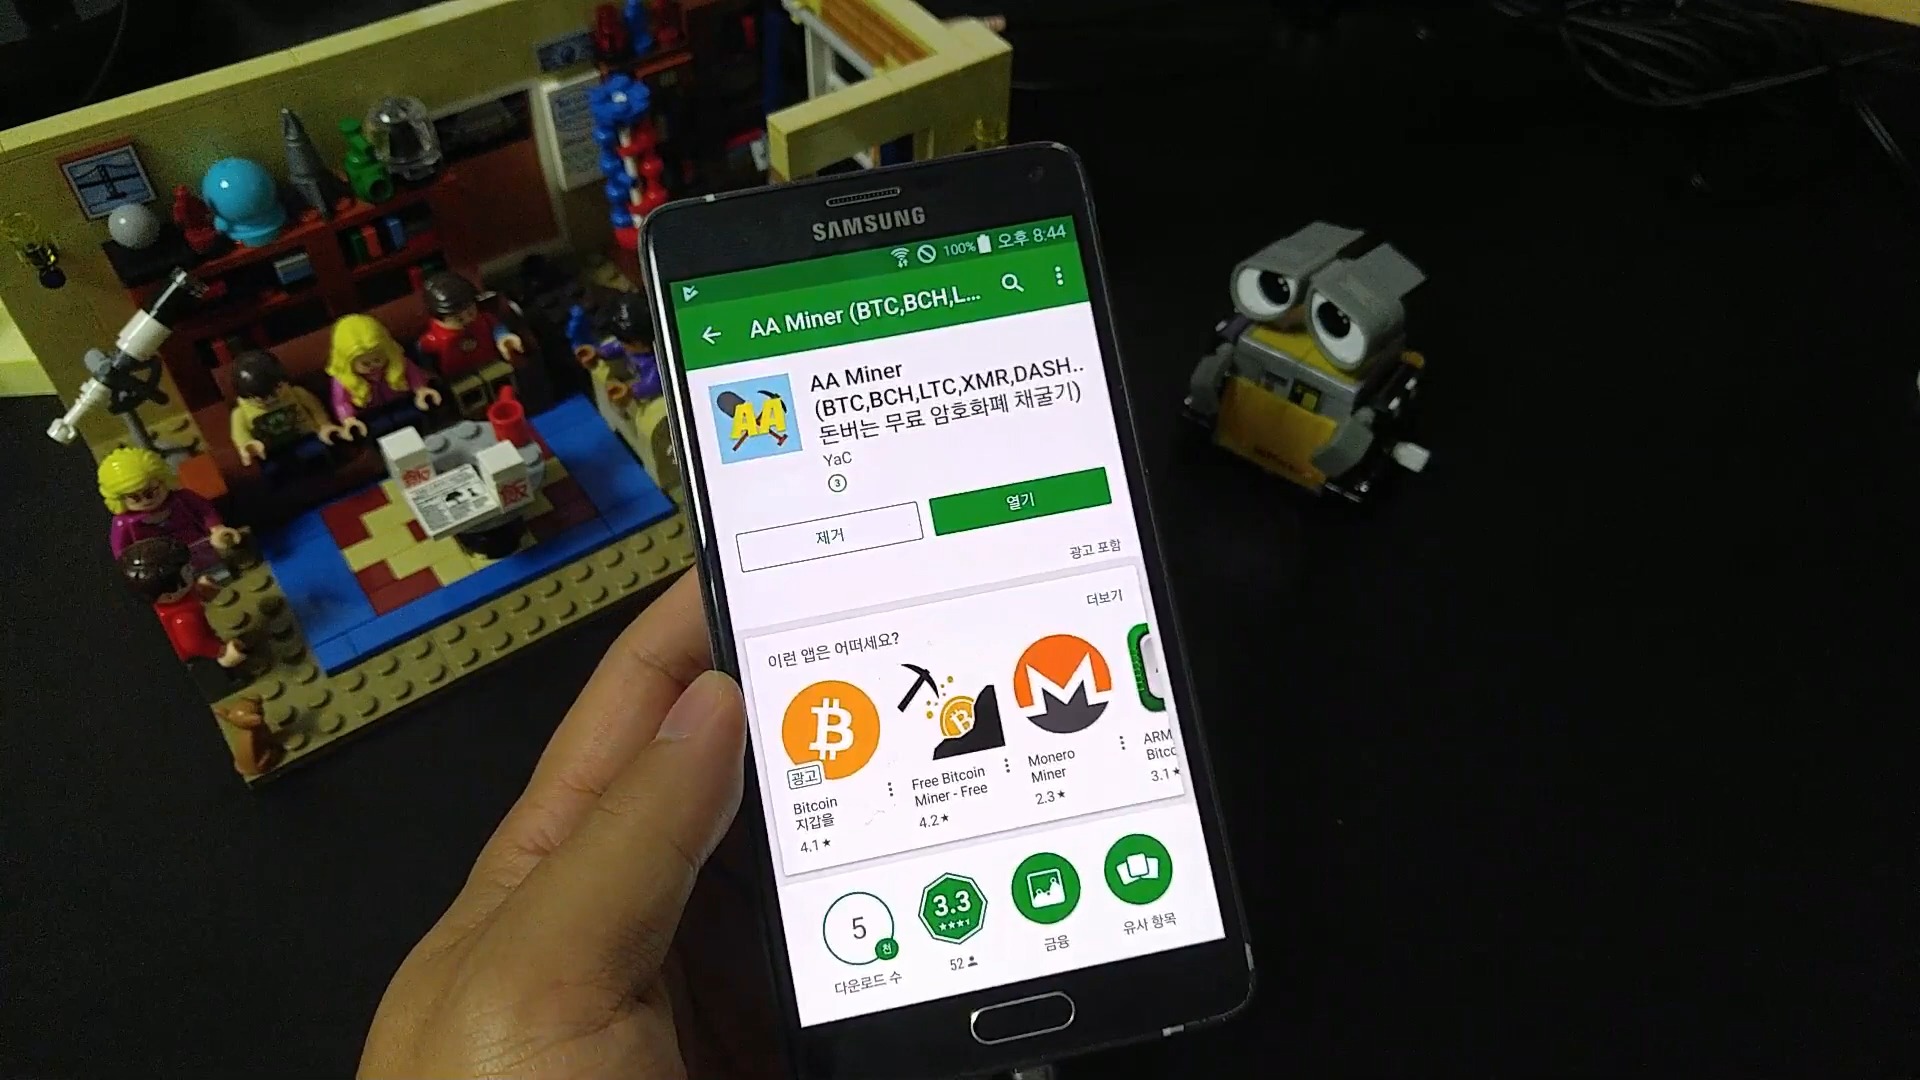 SAMSUNG
100% 오후 8:44
AA Miner (BTC,BCH,L...
AA Miner
(BTC,BCH,LTC,XMR,DASH..
돈버는 무료 암호화폐 채굴기)
AA
YaC
3
제거
열기
광고 포함
더보기
이런 앱은 어떠세요?
광고
Bitcoin
지갑을
4.1★
Free Bitcoin
Miner - Free
4.2★
Monero
Miner
2.3★
ARM
Bitcc
3.1★
5
천
다운로드 수
3.3
52
금융
유사 항목